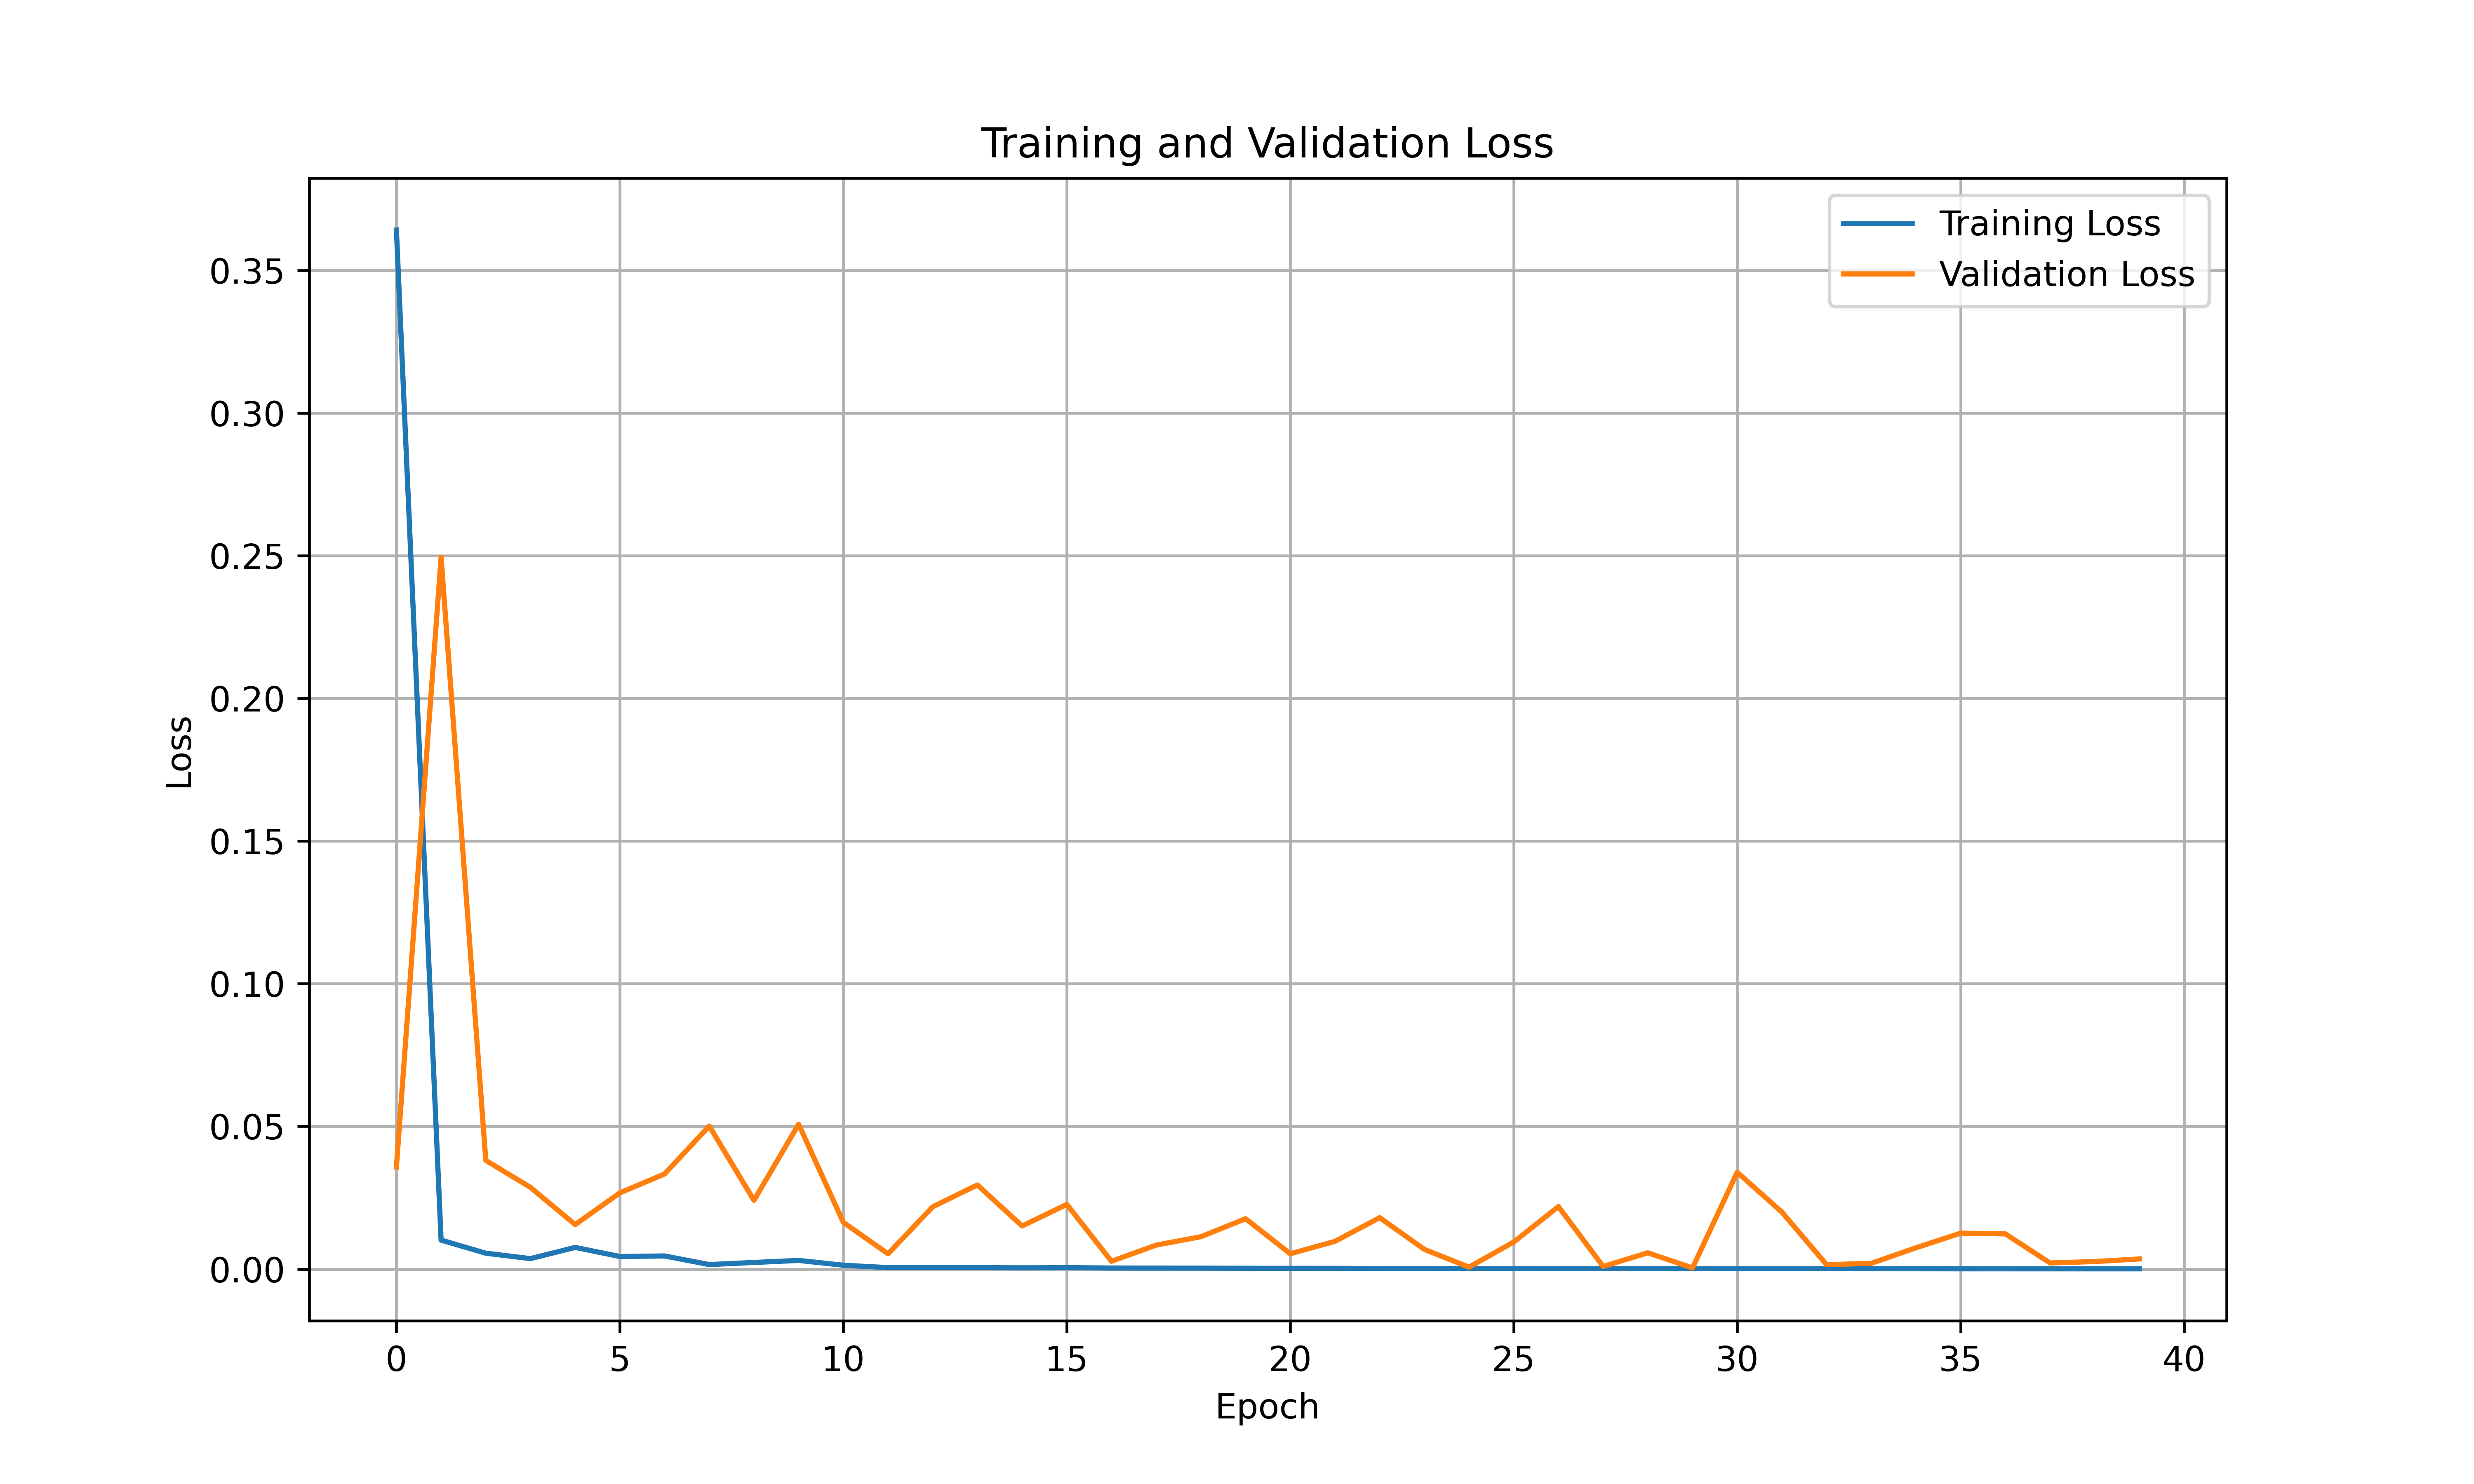 Training and Validation Loss
Training Loss
Validation Loss
0.35
0.30
0.25
0.20
0.15
0.10
0.05
0.00
Loss
0 5 10 15 20 25 30 35 40
Epoch